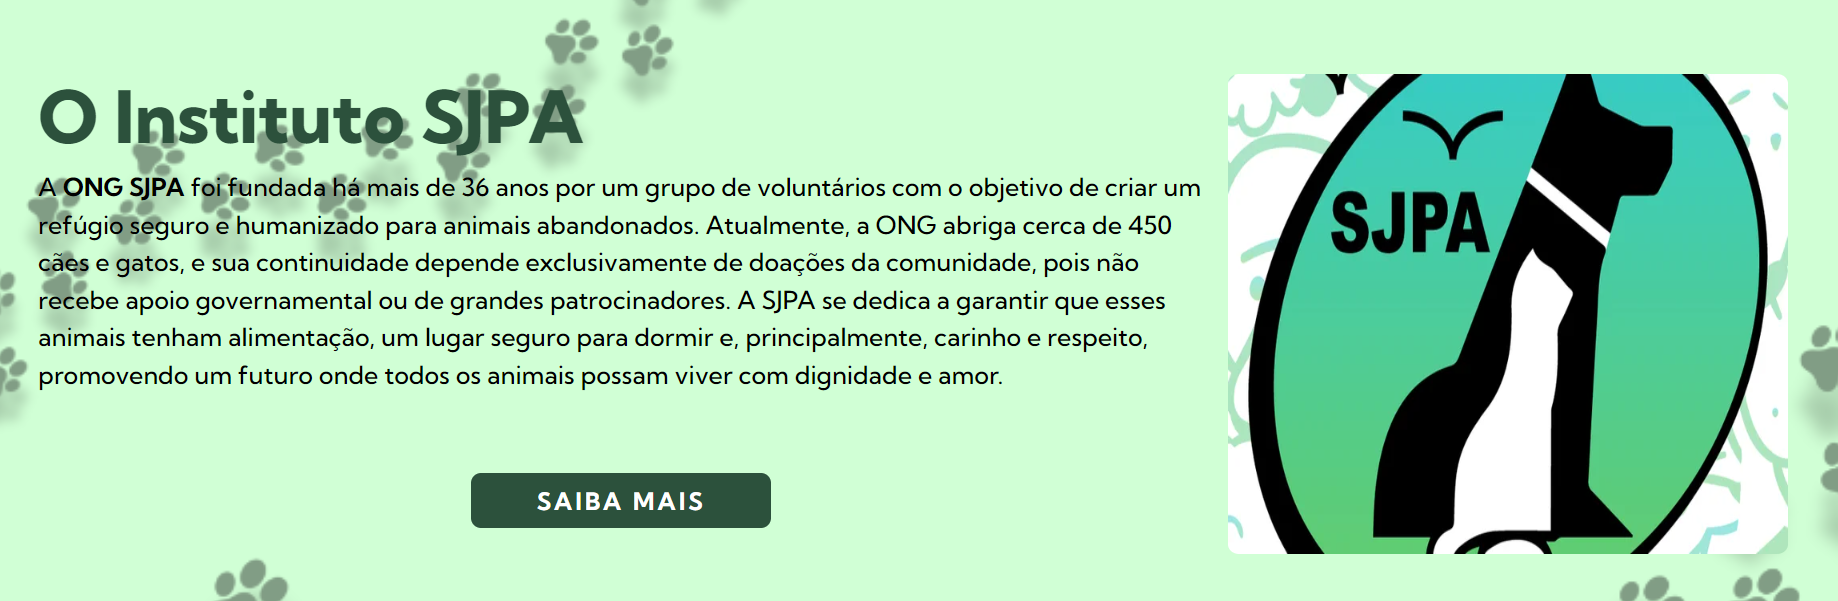 O Instituto SJPA
A ONG SJPA foi fundada há mais de 36 anos por um grupo de voluntários com o objetivo de criar um
refúgio seguro e humanizado para animais abandonados. Atualmente, a ONG abriga cerca de 450
cães e gatos, e sua continuidade depende exclusivamente de doações da comunidade, pois não
recebe apoio governamental ou de grandes patrocinadores. A SJPA se dedica a garantir que esses
animais tenham alimentação, um lugar seguro para dormir e, principalmente, carinho e respeito,
promovendo um futuro onde todos os animais possam viver com dignidade e amor.
SAIBA MAIS
SJPA